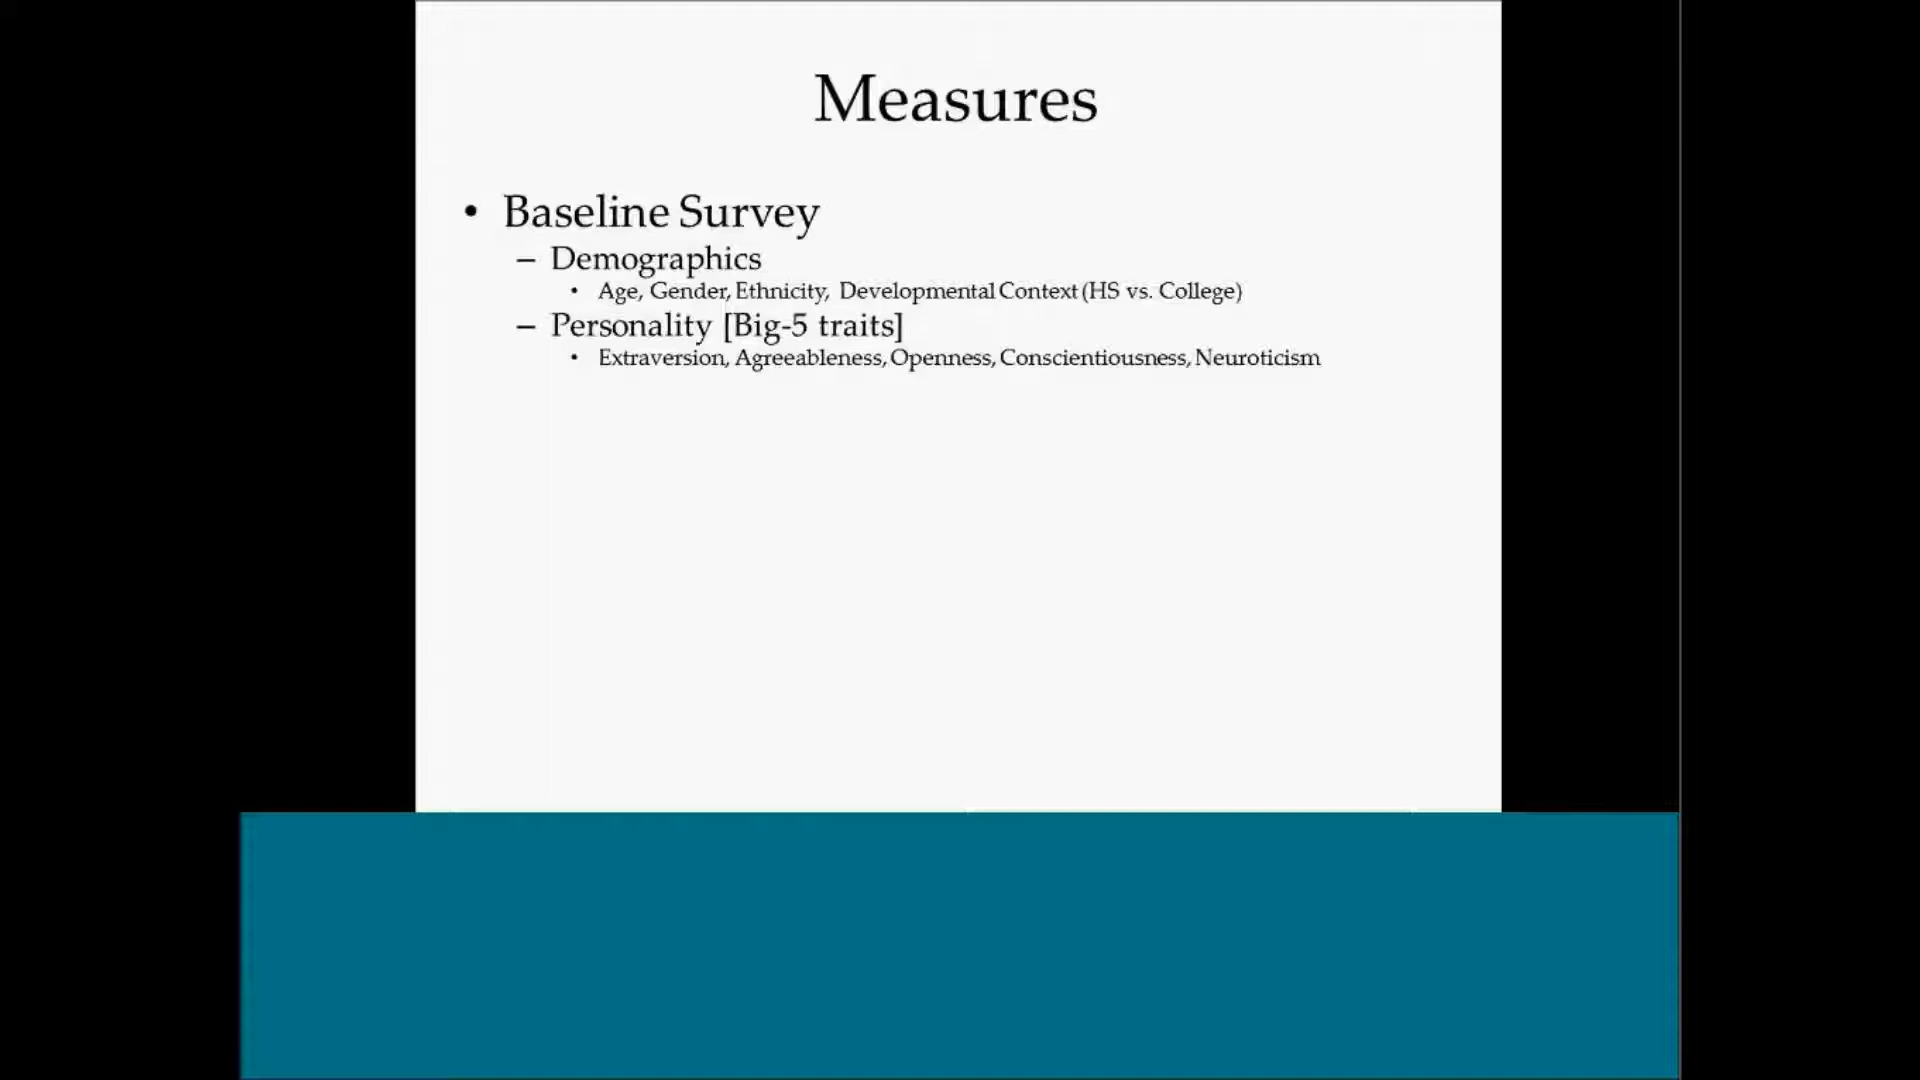 Measures
• Baseline Survey
– Demographics
• Age, Gender, Ethnicity, Developmental Context (HS vs. College)
– Personality [Big-5 traits]
• Extraversion, Agreeableness, Openness, Conscientiousness, Neuroticism